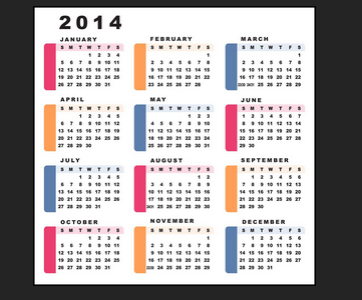 2014
JANUARY
S M T W T F S
1 2 3 4
5 6 7 8 9 10 11
12 13 14 15 16 17 18
19 20 21 22 23 24 25
26 27 28 29 30 31
FEBRUARY
S M T W T F S
1
2 3 4 5 6 7 8
9 10 11 12 13 14 15
16 17 18 19 20 21 22
23 24 25 26 27 28
MARCH
S M T W T F S
1
2 3 4 5 6 7 8
9 10 11 12 13 14 15
16 17 18 19 20 21 22
23/30 24/31 25 26 27 28 29
APRIL
S M T W T F S
1 2 3 4 5
6 7 8 9 10 11 12
13 14 15 16 17 18 19
20 21 22 23 24 25 26
27 28 29 30
MAY
S M T W T F S
1 2 3
4 5 6 7 8 9 10
11 12 13 14 15 16 17
18 19 20 21 22 23 24
25 26 27 28 29 30 31
JUNE
S M T W T F S
1 2 3 4 5 6 7
8 9 10 11 12 13 14
15 16 17 18 19 20 21
22 23 24 25 26 27 28
29 30
JULY
S M T W T F S
1 2 3 4 5
6 7 8 9 10 11 12
13 14 15 16 17 18 19
20 21 22 23 24 25 26
27 28 29 30 31
AUGUST
S M T W T F S
1 2
3 4 5 6 7 8 9
10 11 12 13 14 15 16
17 18 19 20 21 22 23
24/31 25 26 27 28 29 30
SEPTEMBER
S M T W T F S
1 2 3 4 5 6
7 8 9 10 11 12 13
14 15 16 17 18 19 20
21 22 23 24 25 26 27
28 29 30
OCTOBER
S M T W T F S
1 2 3 4
5 6 7 8 9 10 11
12 13 14 15 16 17 18
19 20 21 22 23 24 25
26 27 28 29 30 31
NOVEMBER
S M T W T F S
1
2 3 4 5 6 7 8
9 10 11 12 13 14 15
16 17 18 19 20 21 22
23/30 24 25 26 27 28 29
DECEMBER
S M T W T F S
1 2 3 4 5 6
7 8 9 10 11 12 13
14 15 16 17 18 19 20
21 22 23 24 25 26 27
28 29 30 31